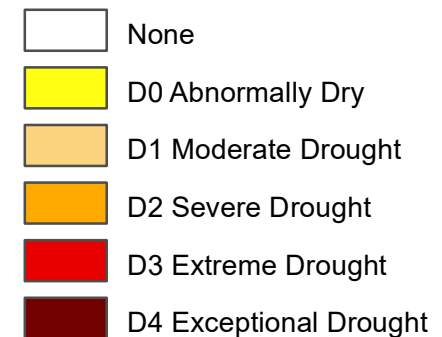 None
D0 Abnormally Dry
D1 Moderate Drought
D2 Severe Drought
D3 Extreme Drought
D4 Exceptional Drought